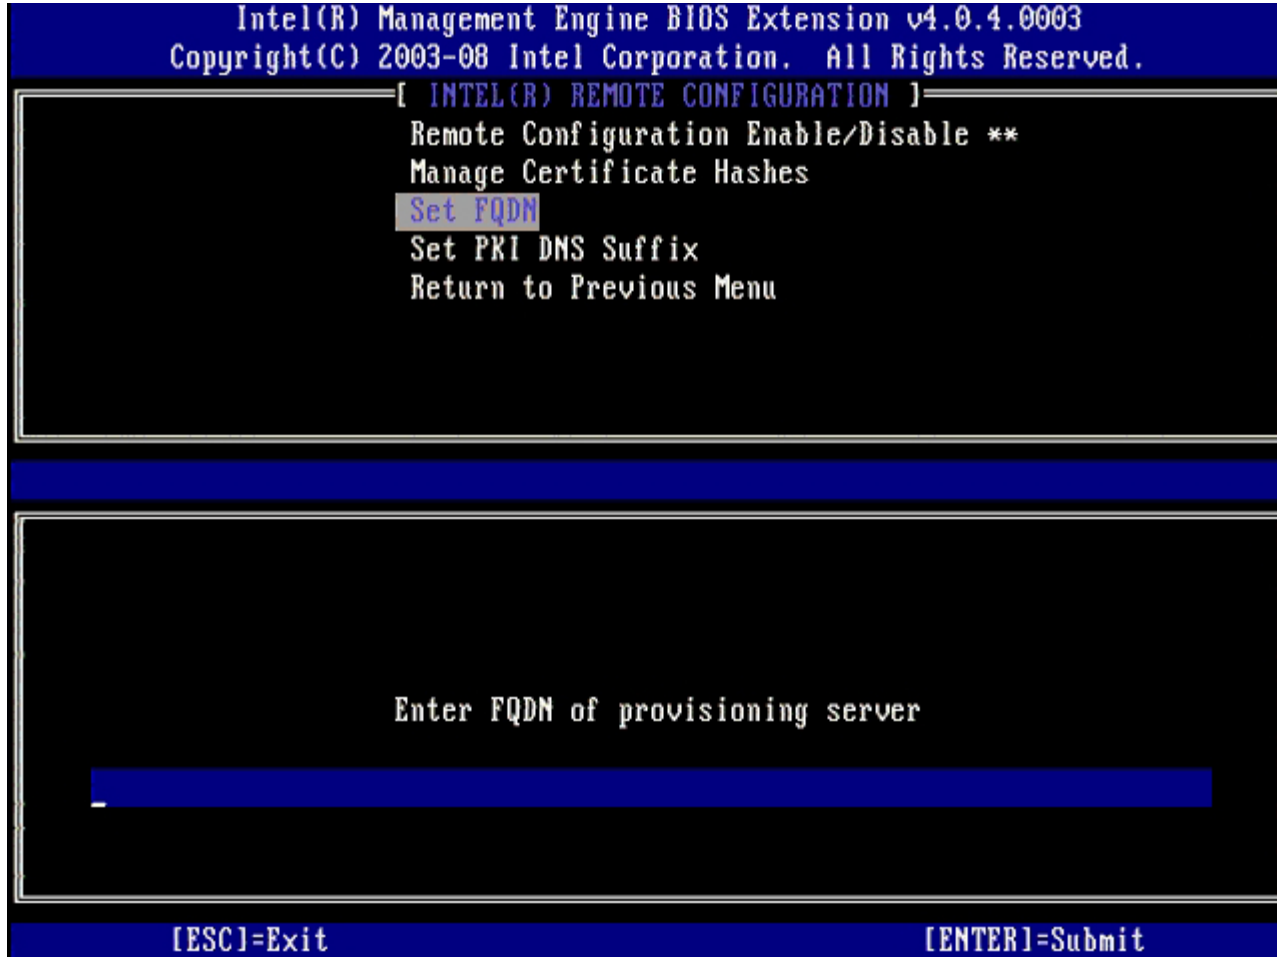 Intel(R) Management Engine BIOS Extension v4.0.4.0003
Copyright(C) 2003-08 Intel Corporation.  All Rights Reserved.
[ INTEL(R) REMOTE CONFIGURATION ]
Remote Configuration Enable/Disable **
Manage Certificate Hashes
Set FQDN
Set PKI DNS Suffix
Return to Previous Menu
Enter FQDN of provisioning server
[ESC]=Exit [ENTER]=Submit